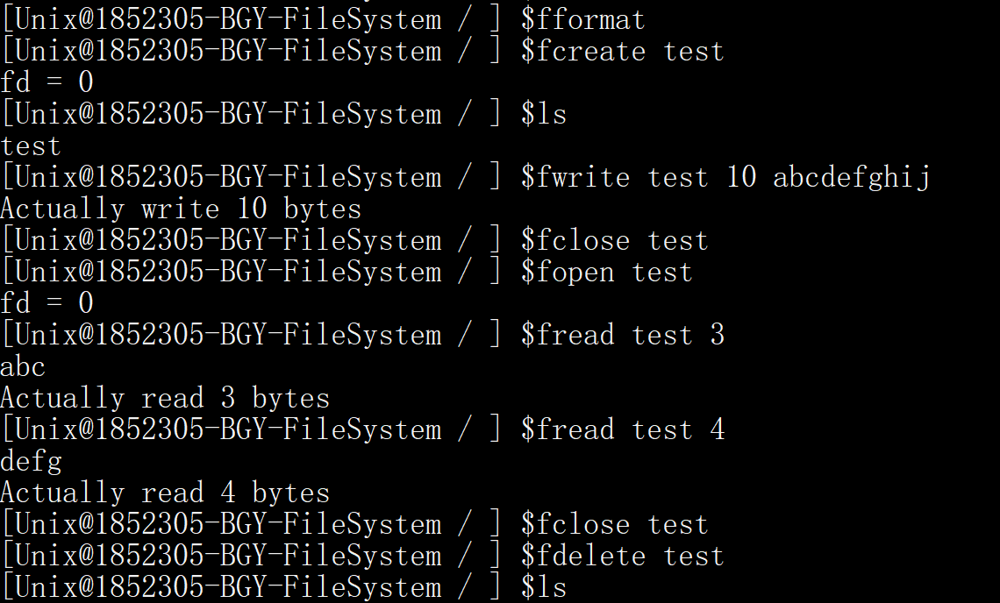 [Unix@1852305-BGY-FileSystem / ] $fformat
[Unix@1852305-BGY-FileSystem / ] $fcreate test
fd = 0
[Unix@1852305-BGY-FileSystem / ] $ls
test
[Unix@1852305-BGY-FileSystem / ] $fwrite test 10 abcdefghij
Actually write 10 bytes
[Unix@1852305-BGY-FileSystem / ] $fclose test
[Unix@1852305-BGY-FileSystem / ] $fopen test
fd = 0
[Unix@1852305-BGY-FileSystem / ] $fread test 3
abc
Actually read 3 bytes
[Unix@1852305-BGY-FileSystem / ] $fread test 4
defg
Actually read 4 bytes
[Unix@1852305-BGY-FileSystem / ] $fclose test
[Unix@1852305-BGY-FileSystem / ] $fdelete test
[Unix@1852305-BGY-FileSystem / ] $ls